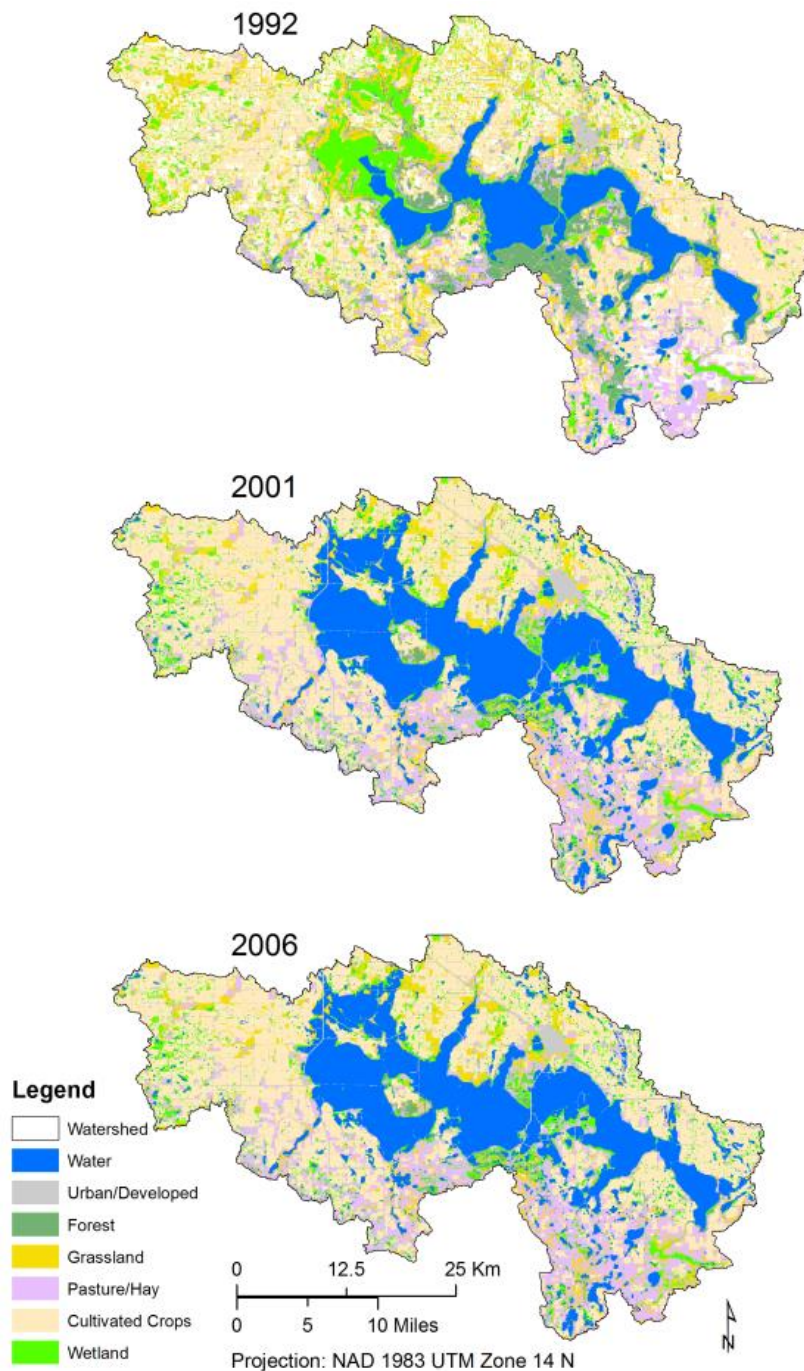 1992
2001
2006
Legend
Watershed
Water
Urban/Developed
Forest
Grassland
Pasture/Hay
Cultivated Crops
Wetland
0 12.5 25 Km
0 5 10 Miles
Projection: NAD 1983 UTM Zone 14 N
N